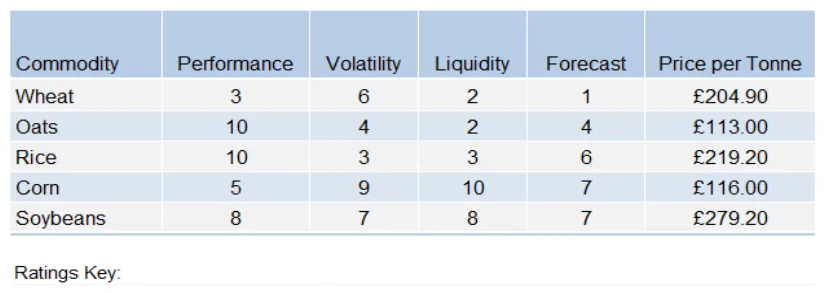 Commodity Performance Volatility Liquidity Forecast Price per Tonne
Wheat 3 6 2 1 £204.90
Oats 10 4 2 4 £113.00
Rice 10 3 3 6 £219.20
Corn 5 9 10 7 £116.00
Soybeans 8 7 8 7 £279.20
Ratings Key: